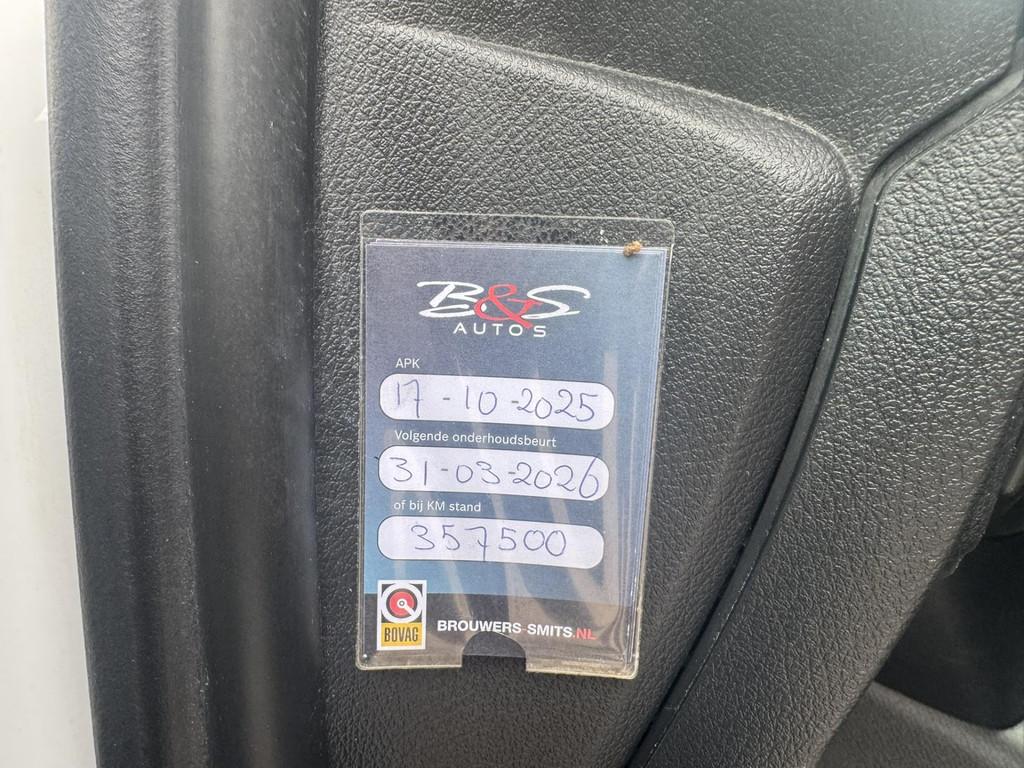 B&S
AUTO'S
APK
17-10-2025
Volgende onderhoudsbeurt
31-03-2026
of bij KM stand
357500
BOVAG
BROUWERS-SMITS.NL